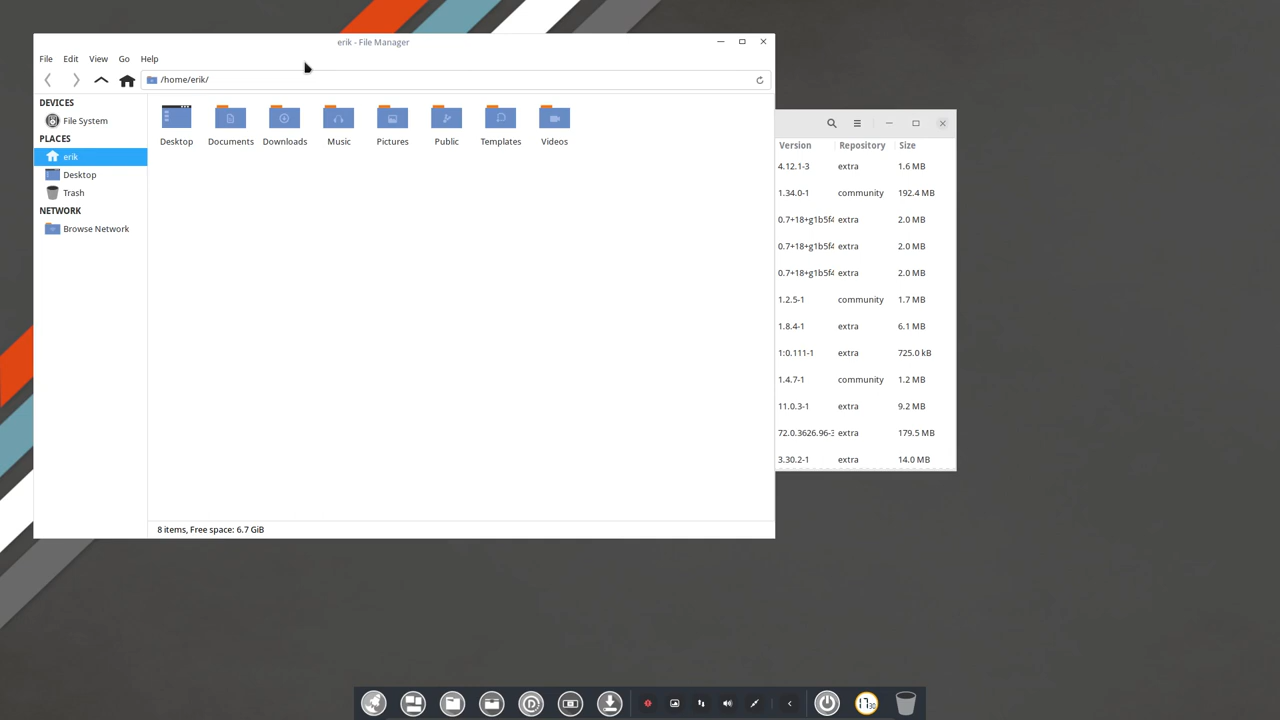 erik - File Manager
File Edit View Go Help
/home/erik/
DEVICES
File System
PLACES
erik
Desktop
Trash
NETWORK
Browse Network
Desktop Documents Downloads Music Pictures Public Templates Videos
8 items, Free space: 6.7 GiB
Version Repository Size
4.12.1-3 extra 1.6 MB
1.34.0-1 community 192.4 MB
0.7+18+g1b5f4 extra 2.0 MB
0.7+18+g1b5f4 extra 2.0 MB
0.7+18+g1b5f4 extra 2.0 MB
1.2.5-1 community 1.7 MB
1.8.4-1 extra 6.1 MB
1:0.111-1 extra 725.0 kB
1.4.7-1 community 1.2 MB
11.0.3-1 extra 9.2 MB
72.0.3626.96-3 extra 179.5 MB
3.30.2-1 extra 14.0 MB
17:30